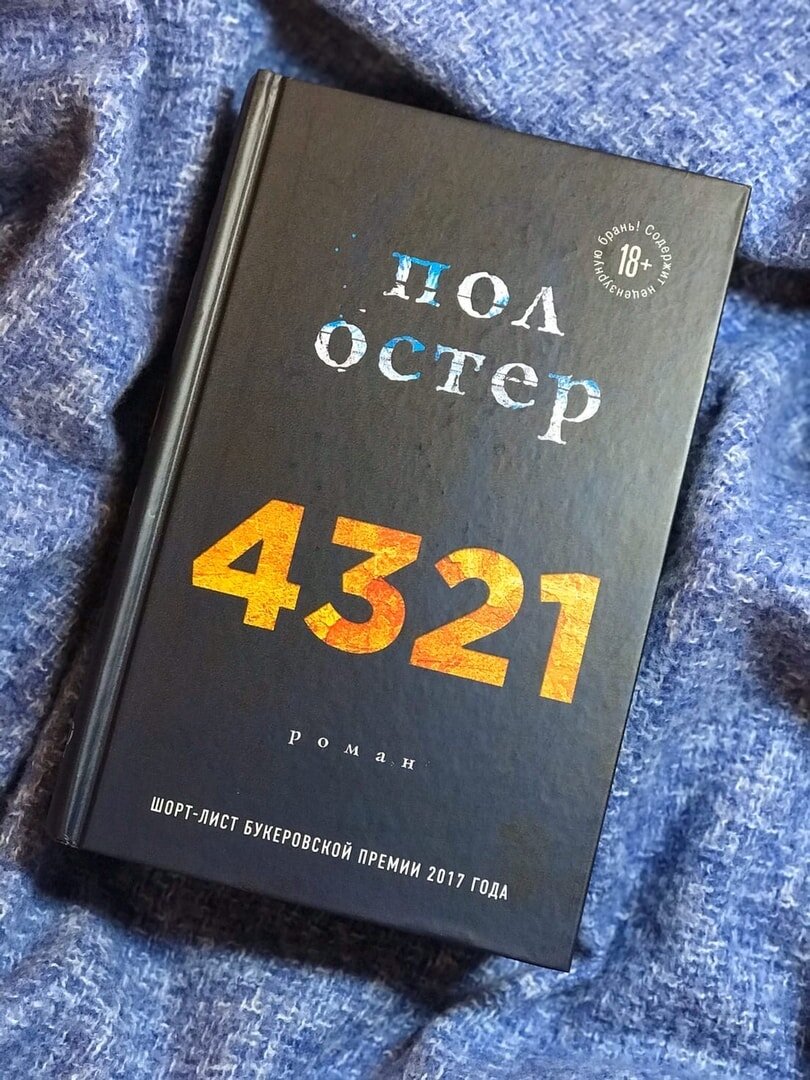 Содержит нецензурную брань!
18+
пол
остер
4321
роман
ШОРТ-ЛИСТ БУКЕРОВСКОЙ ПРЕМИИ 2017 ГОДА